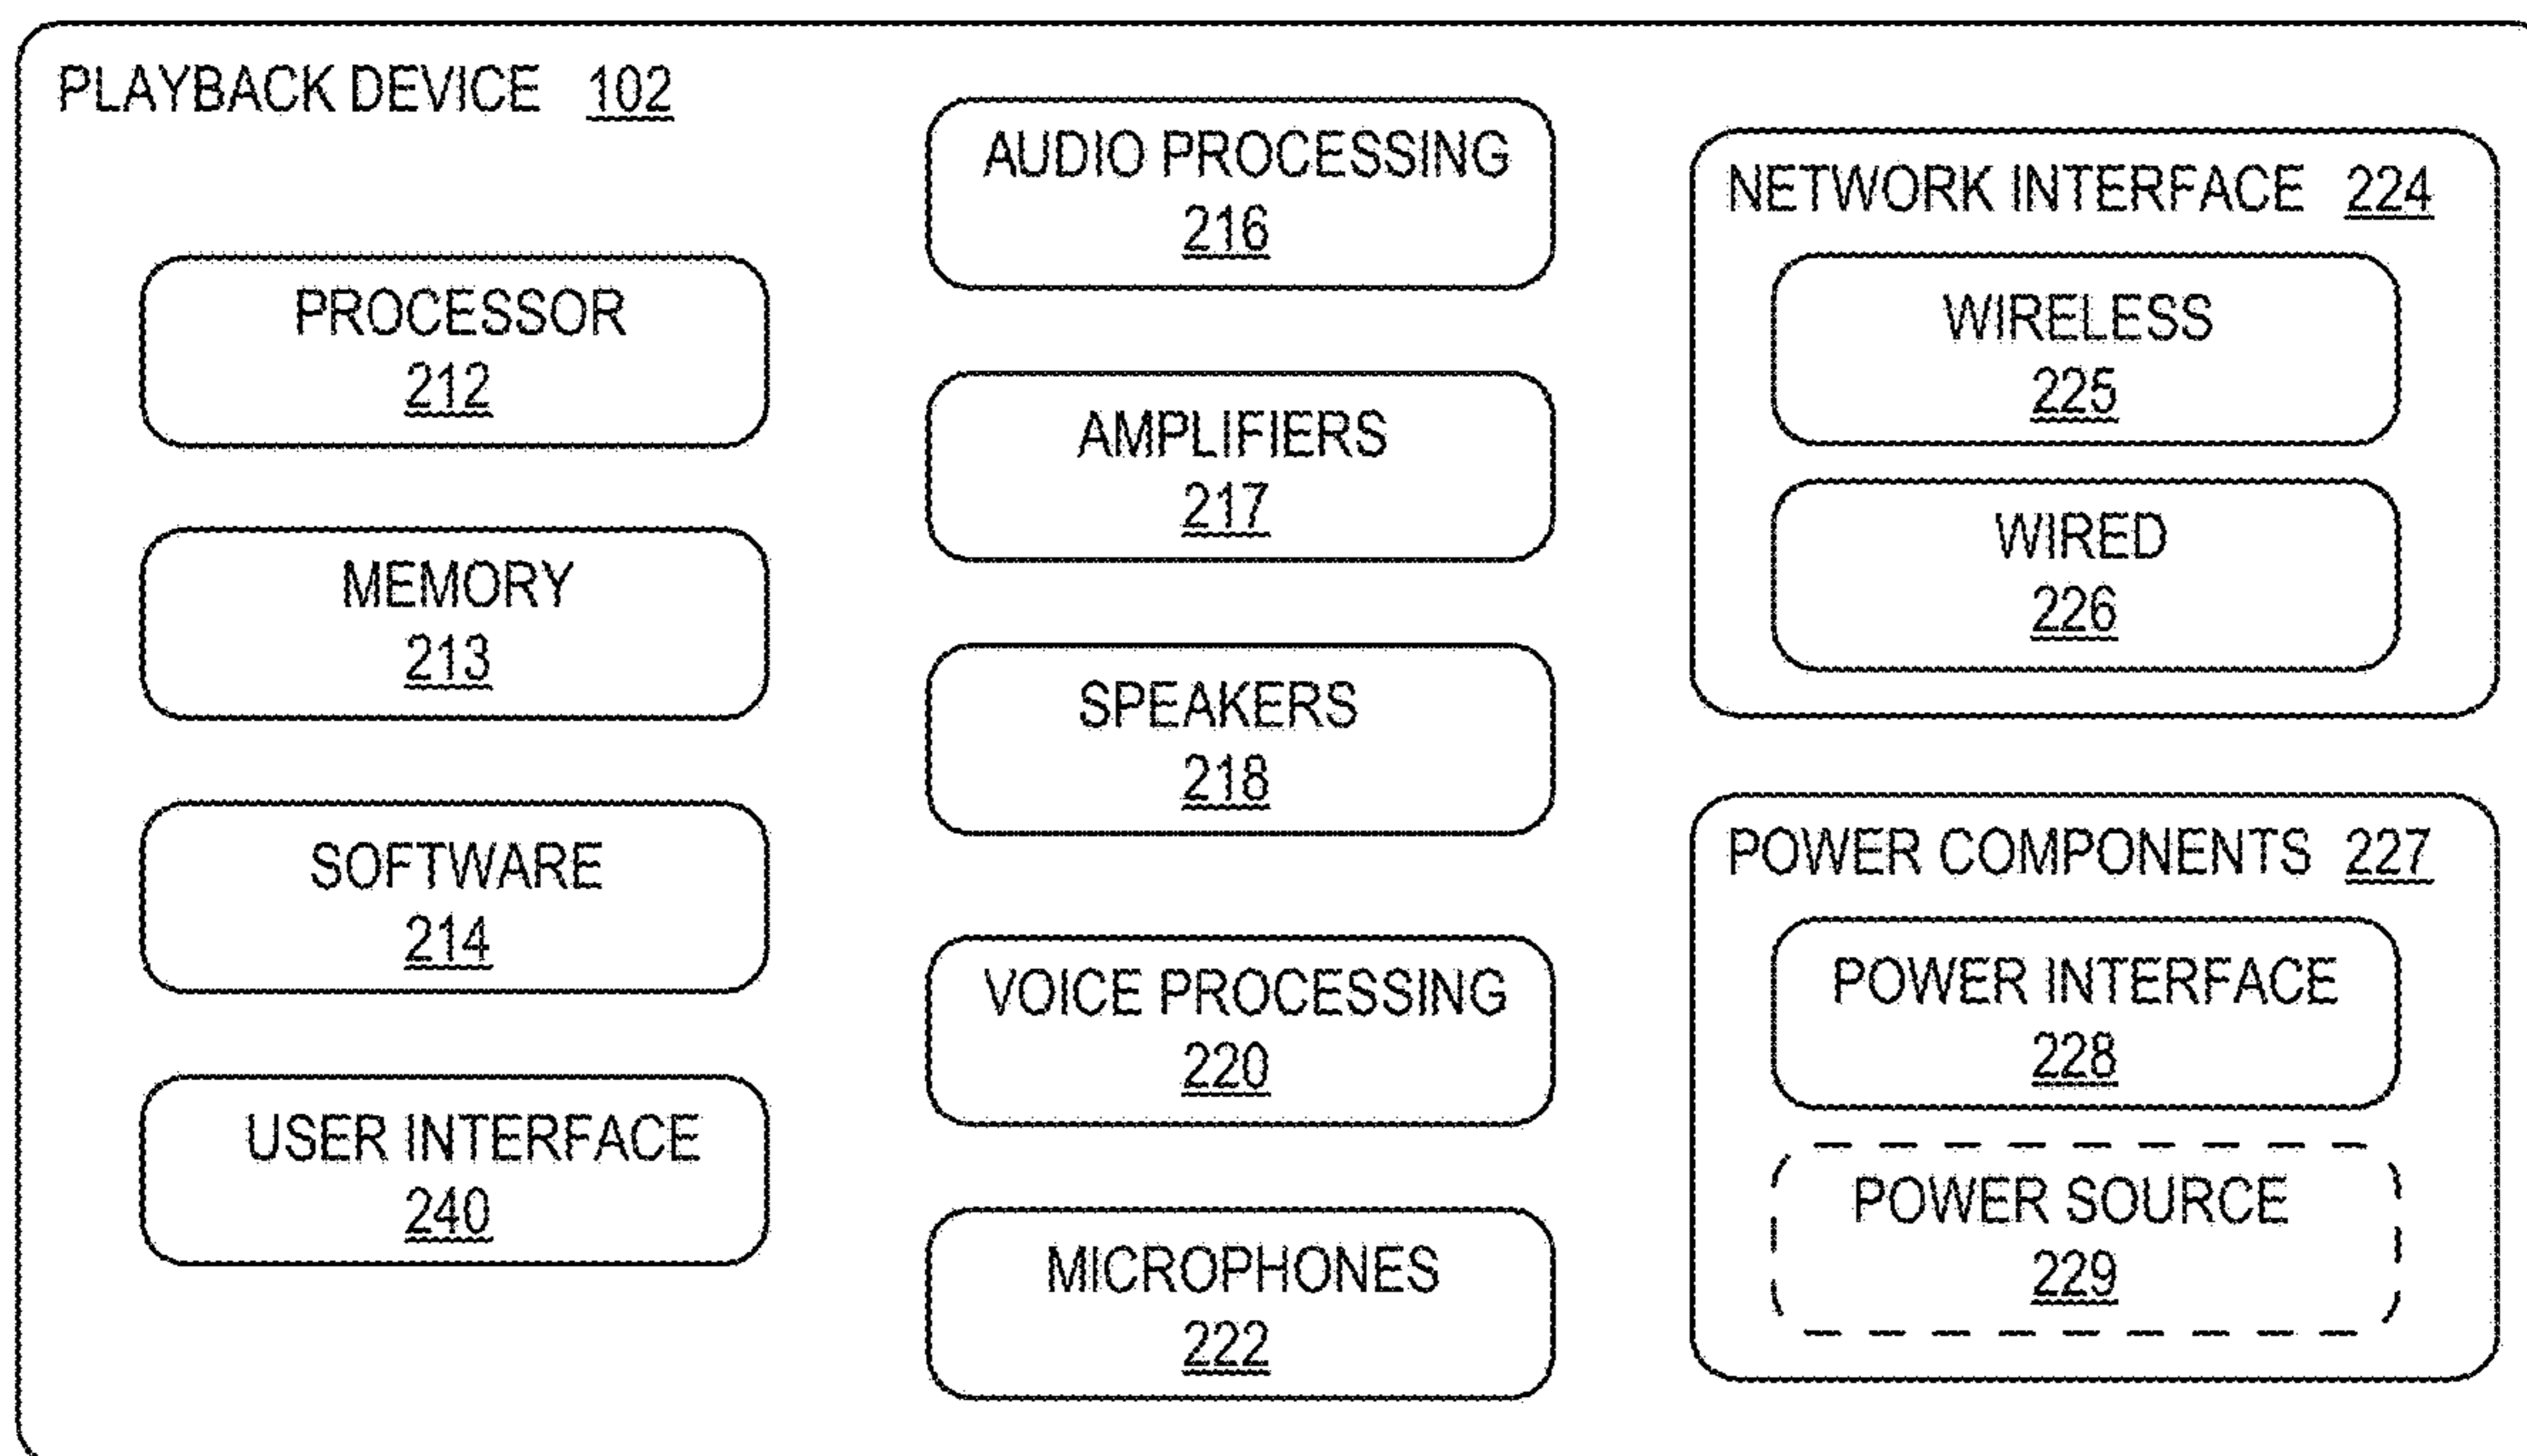 PLAYBACK DEVICE 102
PROCESSOR
212
MEMORY
213
SOFTWARE
214
USER INTERFACE
240
AUDIO PROCESSING
216
AMPLIFIERS
217
SPEAKERS
218
VOICE PROCESSING
220
MICROPHONES
222
NETWORK INTERFACE 224
WIRELESS
225
WIRED
226
POWER COMPONENTS 227
POWER INTERFACE
228
POWER SOURCE
229